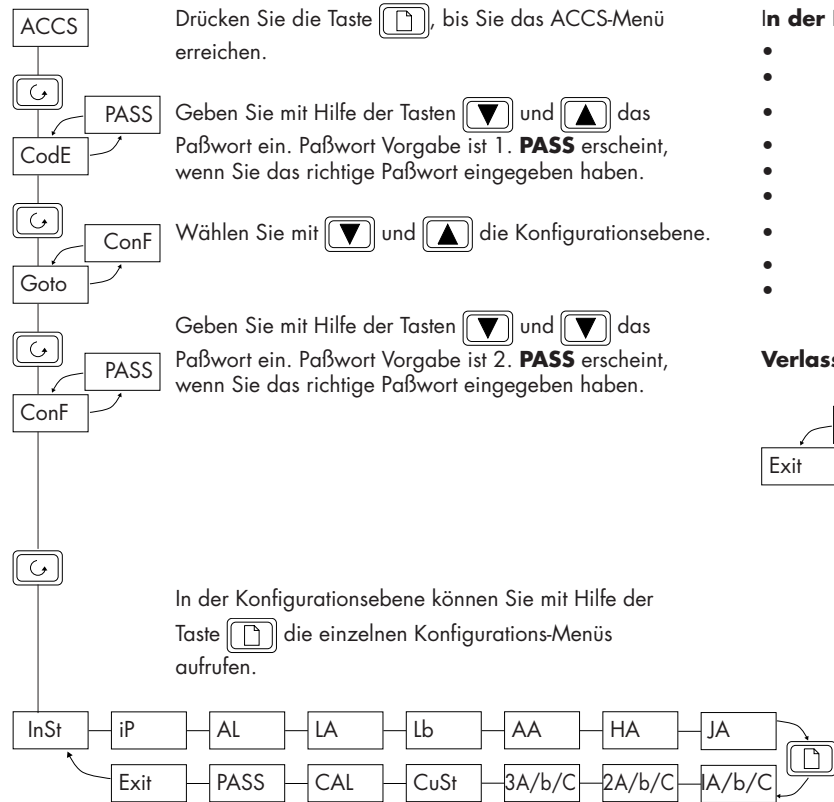 ACCS
Drücken Sie die Taste , bis Sie das ACCS-Menü
erreichen.
PASS
CodE
Geben Sie mit Hilfe der Tasten und das
Paßwort ein. Paßwort Vorgabe ist 1. PASS erscheint,
wenn Sie das richtige Paßwort eingegeben haben.
ConF
Goto
Wählen Sie mit und die Konfigurationsebene.
PASS
ConF
Geben Sie mit Hilfe der Tasten und das
Paßwort ein. Paßwort Vorgabe ist 2. PASS erscheint,
wenn Sie das richtige Paßwort eingegeben haben.
In der Konfigurationsebene können Sie mit Hilfe der
Taste die einzelnen Konfigurations-Menüs
aufrufen.
InSt iP AL LA Lb AA HA JA
Exit PASS CAL CuSt 3A/b/C 2A/b/C IA/b/C
In der
•
•
•
•
•
•
•
•
•
Exit